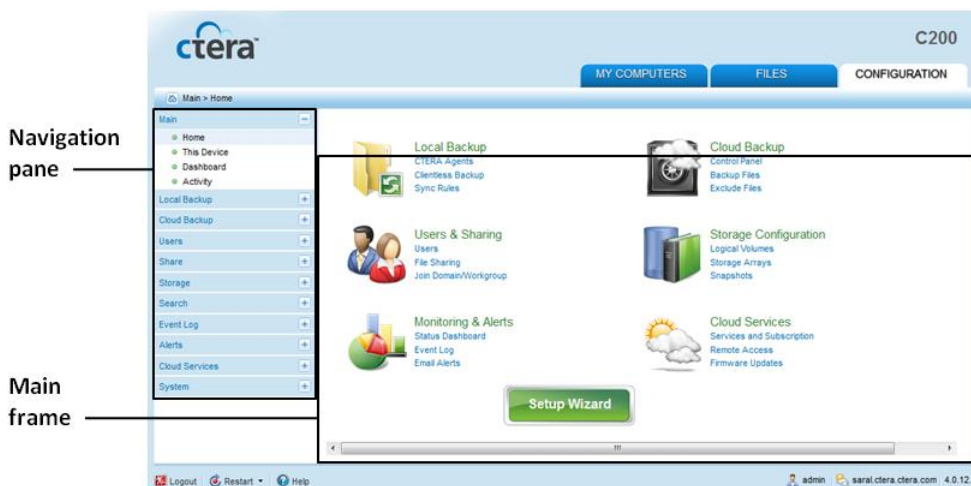 ctera™
C200
MY COMPUTERS
FILES
CONFIGURATION
Main > Home
Navigation
pane
Main
Home
This Device
Dashboard
Activity
Local Backup
Cloud Backup
Users
Share
Storage
Search
Event Log
Alerts
Cloud Services
System
Main
frame
Local Backup
CTERA Agents
Clientless Backup
Sync Rules
Cloud Backup
Control Panel
Backup Files
Exclude Files
Users & Sharing
Users
File Sharing
Join Domain/Workgroup
Storage Configuration
Logical Volumes
Storage Arrays
Snapshots
Monitoring & Alerts
Status Dashboard
Event Log
Email Alerts
Cloud Services
Services and Subscription
Remote Access
Firmware Updates
Setup Wizard
Logout Restart Help
admin saral.ctera.ctera.com 4.0.12.